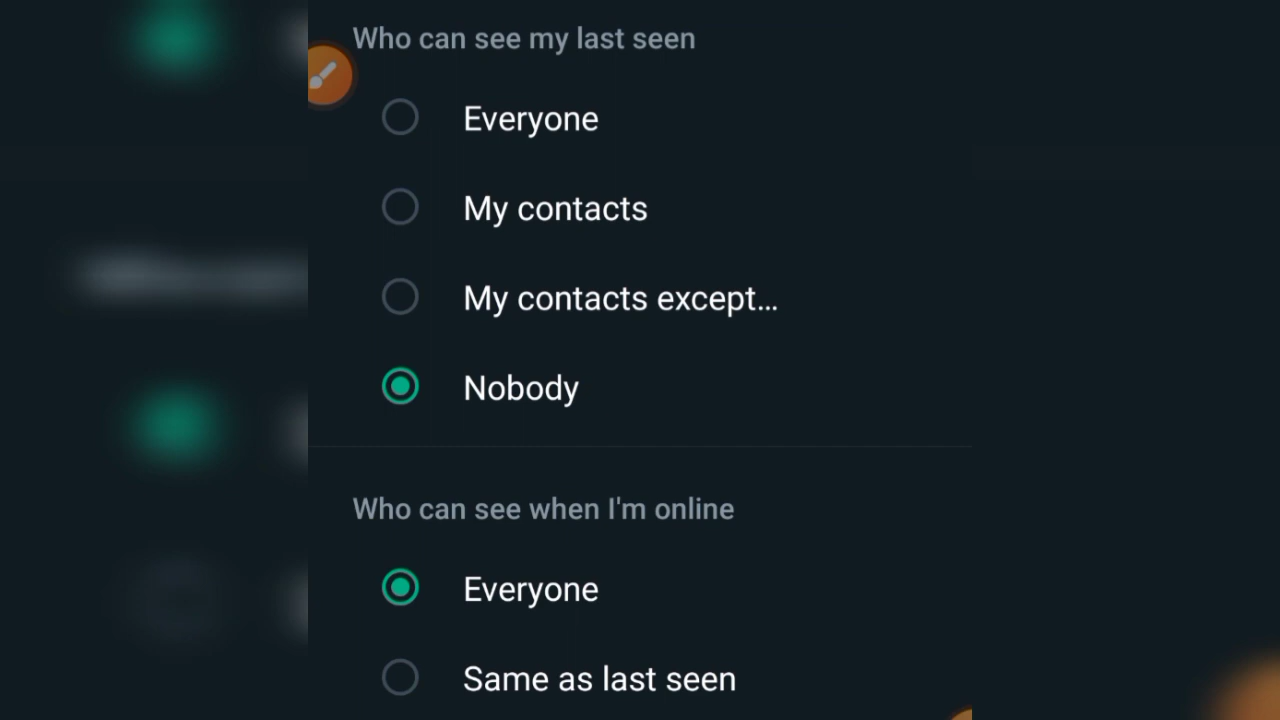 Who can see my last seen
Everyone
My contacts
My contacts except...
Nobody
Who can see when I'm online
Everyone
Same as last seen